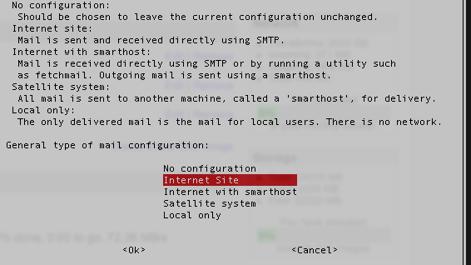 No configuration:
Should be chosen to leave the current configuration unchanged.
Internet site:
Mail is sent and received directly using SMTP.
Internet with smarthost:
Mail is received directly using SMTP or by running a utility such
as fetchmail. Outgoing mail is sent using a smarthost.
Satellite system:
All mail is sent to another machine, called a 'smarthost', for delivery.
Local only:
The only delivered mail is the mail for local users. There is no network.
General type of mail configuration:
No configuration
Internet Site
Internet with smarthost
Satellite system
Local only
<Ok> <Cancel>